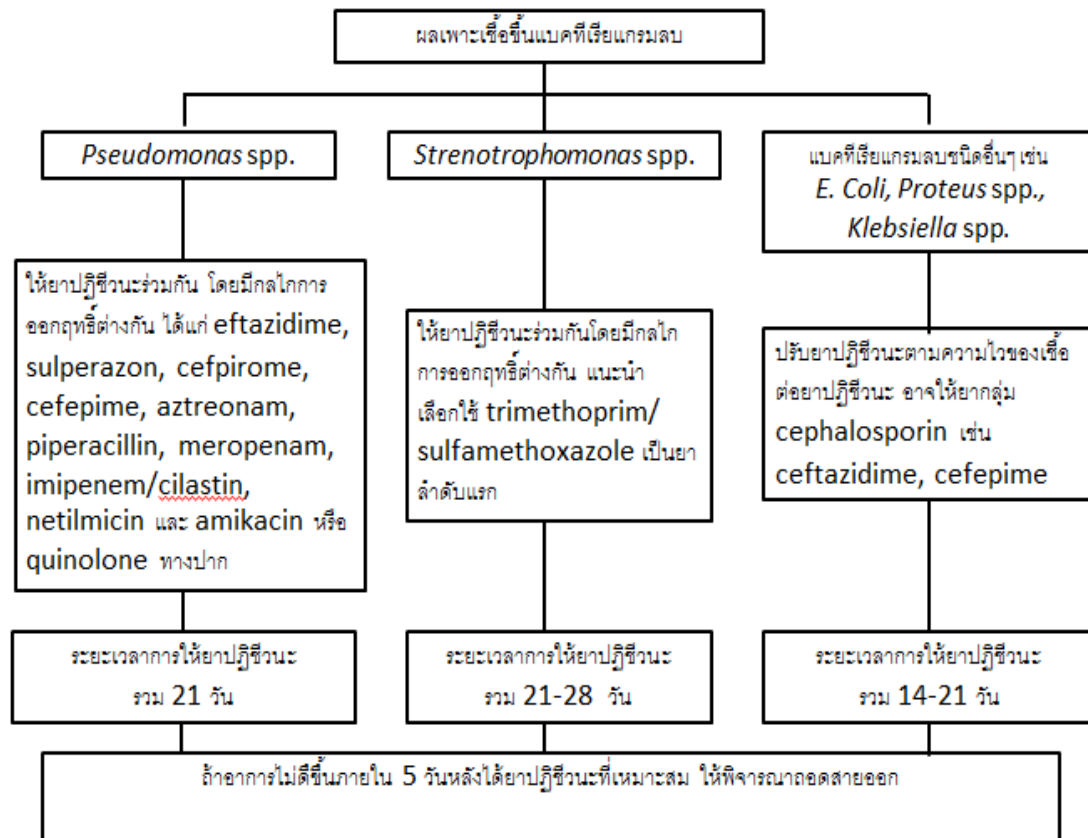 ผลเพาะเชื้อขึ้นแบคทีเรียแกรมลบ
Pseudomonas spp.
Strenotrophomonas spp.
แบคทีเรียแกรมลบชนิดอื่นๆ เช่น
E. Coli, Proteus spp.,
Klebsiella spp.
ให้ยาปฏิชีวนะร่วมกัน โดยมีกลไกการ
ออกฤทธิ์ต่างกัน ได้แก่ eftazidime,
sulperazon, cefpirome,
cefepime, aztreonam,
piperacillin, meropenam,
imipenem/cilastin,
netilmicin และ amikacin หรือ
quinolone ทางปาก
ให้ยาปฏิชีวนะร่วมกันโดยมีกลไก
การออกฤทธิ์ต่างกัน แนะนำ
เลือกใช้ trimethoprim/
sulfamethoxazole เป็นยา
ลำดับแรก
ปรับยาปฏิชีวนะตามความไวของเชื้อ
ต่อยาปฏิชีวนะ อาจให้ยากลุ่ม
cephalosporin เช่น
ceftazidime, cefepime
ระยะเวลาการให้ยาปฏิชีวนะ
รวม 21 วัน
ระยะเวลาการให้ยาปฏิชีวนะ
รวม 21-28 วัน
ระยะเวลาการให้ยาปฏิชีวนะ
รวม 14-21 วัน
ถ้าอาการไม่ดีขึ้นภายใน 5 วันหลังได้ยาปฏิชีวนะที่เหมาะสม ให้พิจารณาถอดสายออก